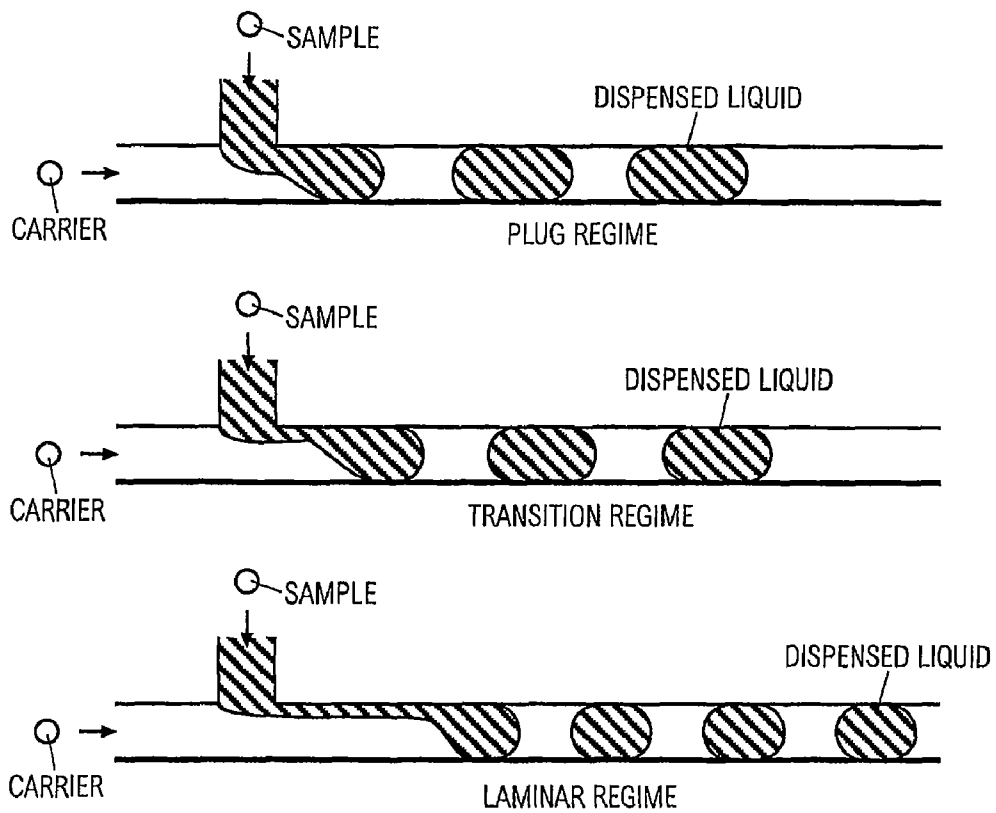 SAMPLE
DISPENSED LIQUID
CARRIER
PLUG REGIME
SAMPLE
DISPENSED LIQUID
CARRIER
TRANSITION REGIME
SAMPLE
DISPENSED LIQUID
CARRIER
LAMINAR REGIME